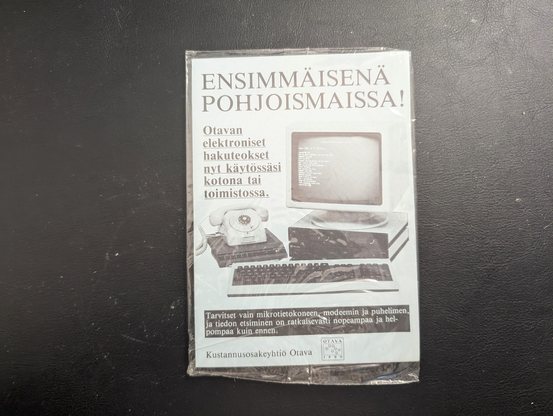 ENSIMMÄISENÄ
POHJOISMAISSA!
Otavan
elektroniset
hakuteokset
nyt käytössäsi
kotona tai
toimistossa.
Tarvitset vain mikrotietokoneen, modeemin ja puhelimen,
ja tiedon etsiminen on ratkaisevasti nopeampaa ja hel-
pompaa kuin ennen.
Kustannusosakeyhtiö Otava
OTAVA